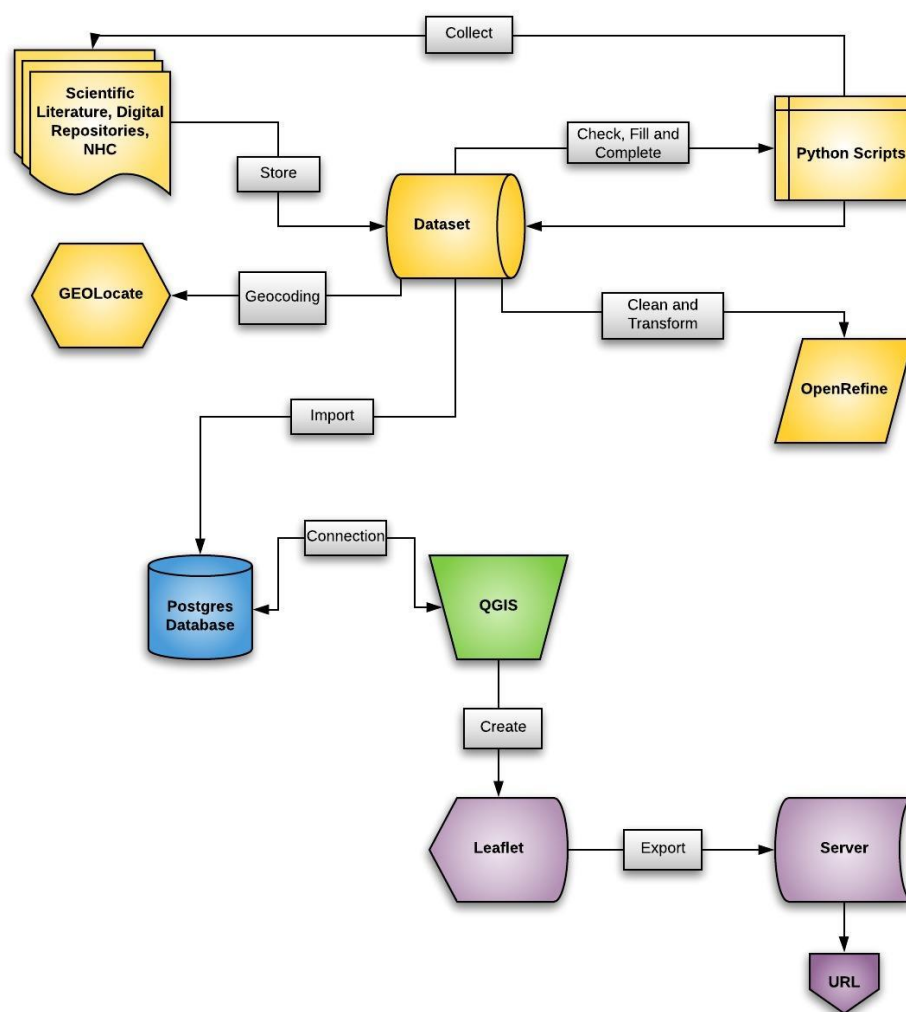 Collect
Scientific
Literature, Digital
Repositories,
NHC
Check, Fill and
Complete
Python Scripts
Store
Dataset
GEOLocate
Geocoding
Clean and
Transform
OpenRefine
Import
Connection
Postgres
Database
QGIS
Create
Leaflet
Export
Server
URL